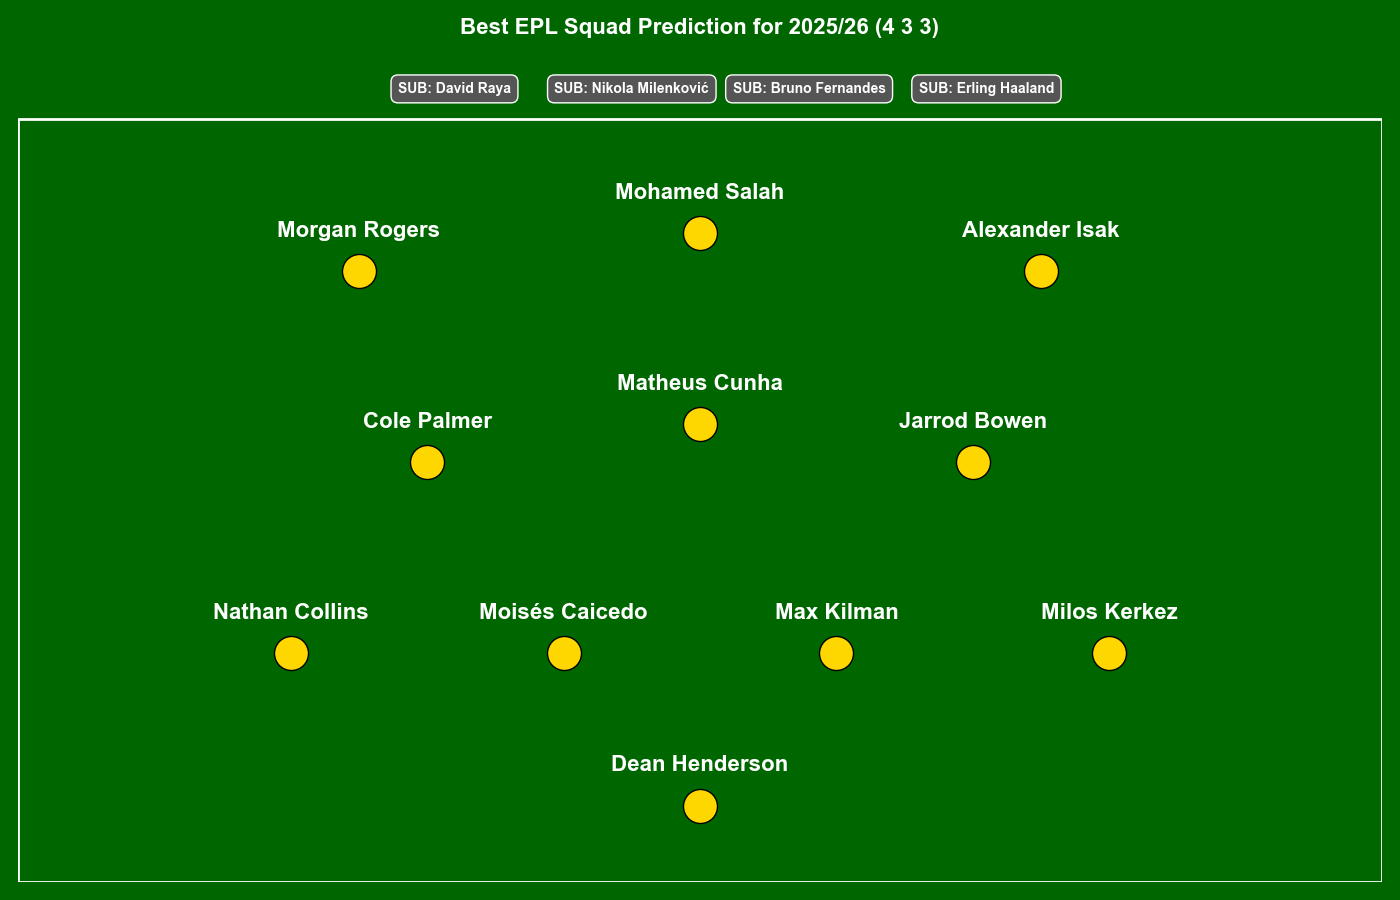 Best EPL Squad Prediction for 2025/26 (4 3 3)
SUB: David Raya
SUB: Nikola Milenković
SUB: Bruno Fernandes
SUB: Erling Haaland
Mohamed Salah
Morgan Rogers
Alexander Isak
Matheus Cunha
Cole Palmer
Jarrod Bowen
Nathan Collins
Moisés Caicedo
Max Kilman
Milos Kerkez
Dean Henderson